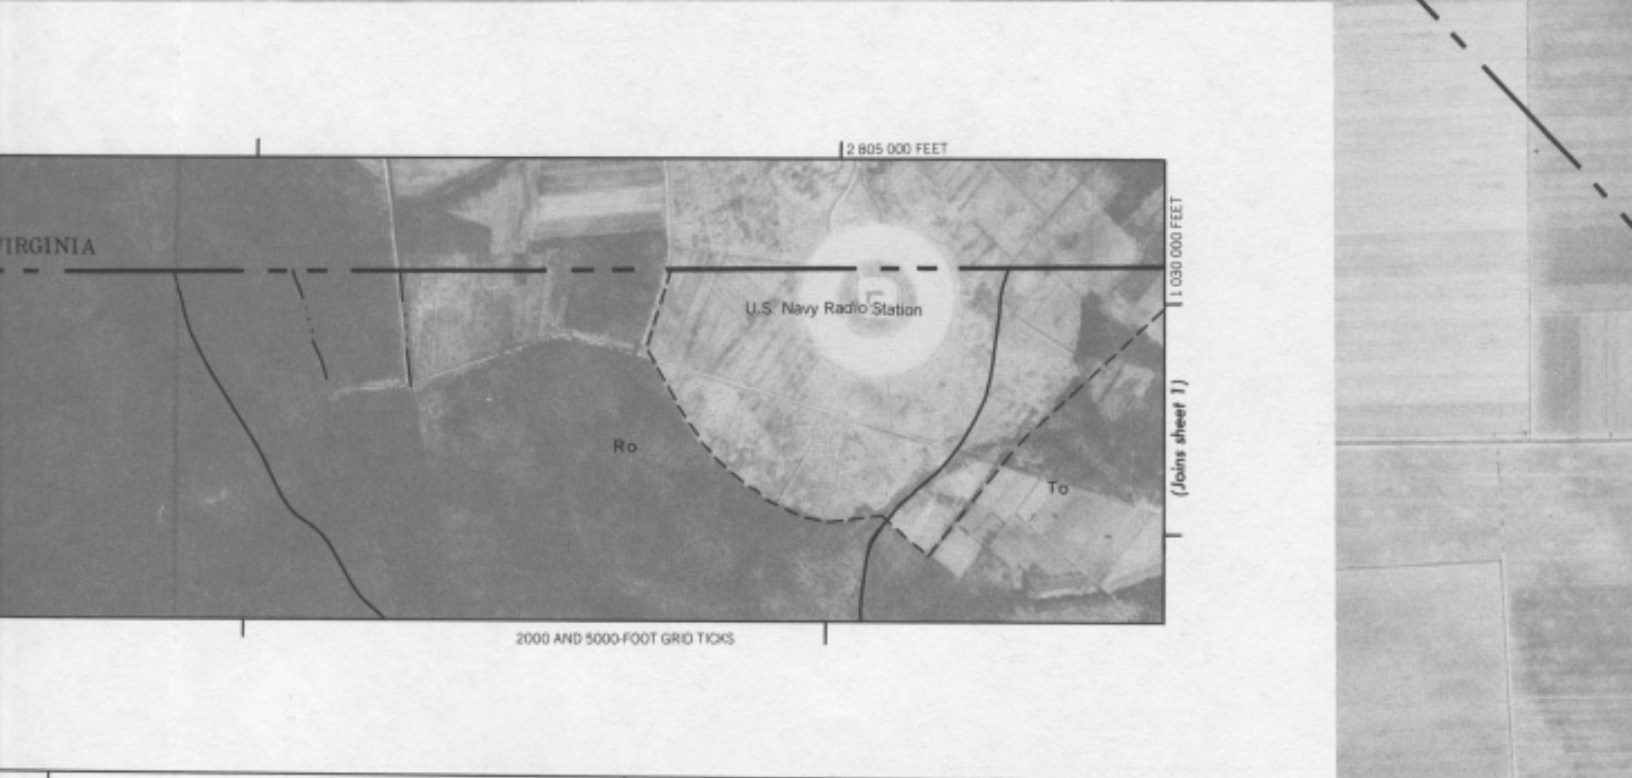 2 805 000 FEET
VIRGINIA
1 030 000 FEET
U.S. Navy Radio Station
(Joins sheet 1)
Ro
To
2000 AND 5000-FOOT GRID TICKS